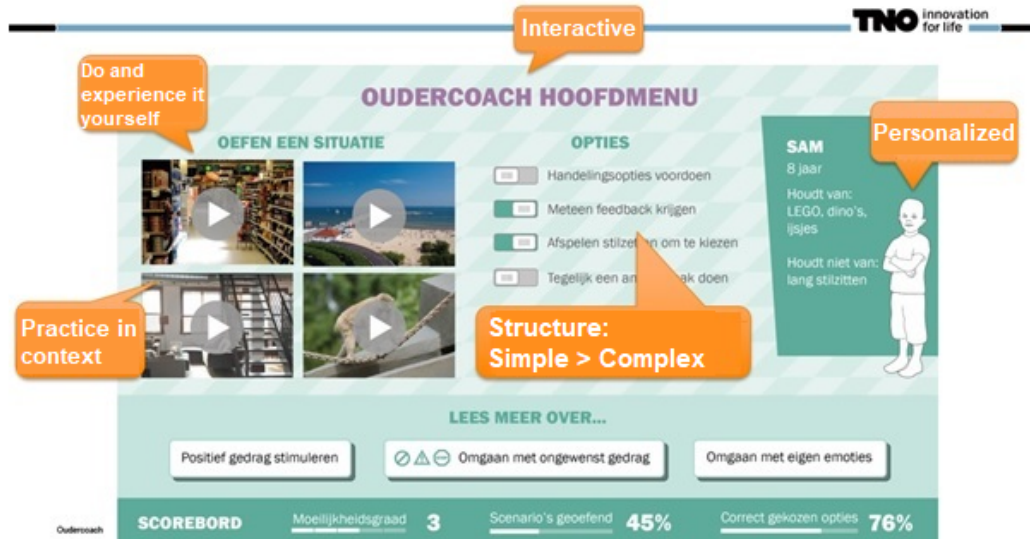 TNO innovation
for life
Interactive
Do and
experience it
yourself
OUDERCOACH HOOFDMENU
OEFEN EEN SITUATIE
OPTIES
Handelingsopties voordoen
Meteen feedback krijgen
Afspelen stilzetten om te kiezen
Tegelijk een doen
Personalized
SAM
8 jaar
Houdt van:
LEGO, dino's,
ijsjes
Houdt niet van:
lang stilzitten
Practice in
context
Structure:
Simple > Complex
LEES MEER OVER...
Positief gedrag stimuleren
Omgaan met ongewenst gedrag
Omgaan met eigen emoties
Oudercoach
SCOREBORD
Moeilijkheidsgraad 3
Scenario's geoefend 45%
Correct gekozen opties 76%